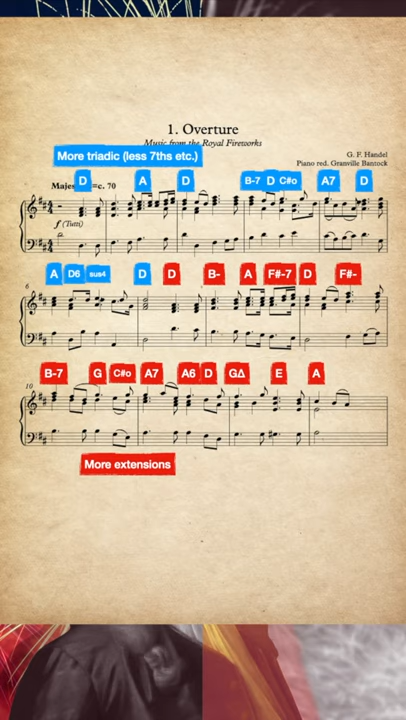 1. Overture
Music from the Royal Fireworks
More triadic (less 7ths etc.)
G. F. Handel
Piano red. Granville Bantock
Majes =c. 70
D A D B-7 D C#o A7 D
f (Tutti)
6
A D6 sus4 D D B- A F#-7 D F#-
10
B-7 G C#o A7 A6 D GΔ E A
More extensions